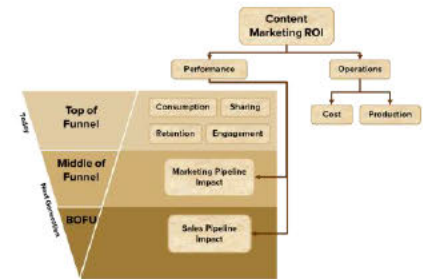 Content
Marketing ROI
Performance
Operations
Top of
Funnel
Consumption
Sharing
Retention
Engagement
Cost
Production
Today
Middle of
Funnel
Marketing Pipeline
Impact
Next Generation
BOFU
Sales Pipeline
Impact